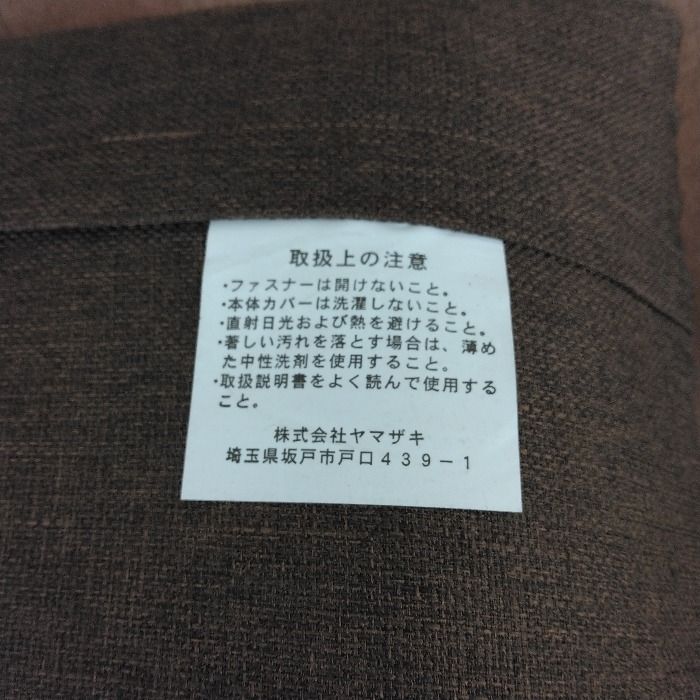 取扱上の注意
・ファスナーは開けないこと。
・本体カバーは洗濯しないこと。
・直射日光および熱を避けること。
・著しい汚れを落とす場合は、薄め
た中性洗剤を使用すること。
・取扱説明書をよく読んで使用する
こと。
株式会社ヤマザキ
埼玉県坂戸市戸口４３９－１